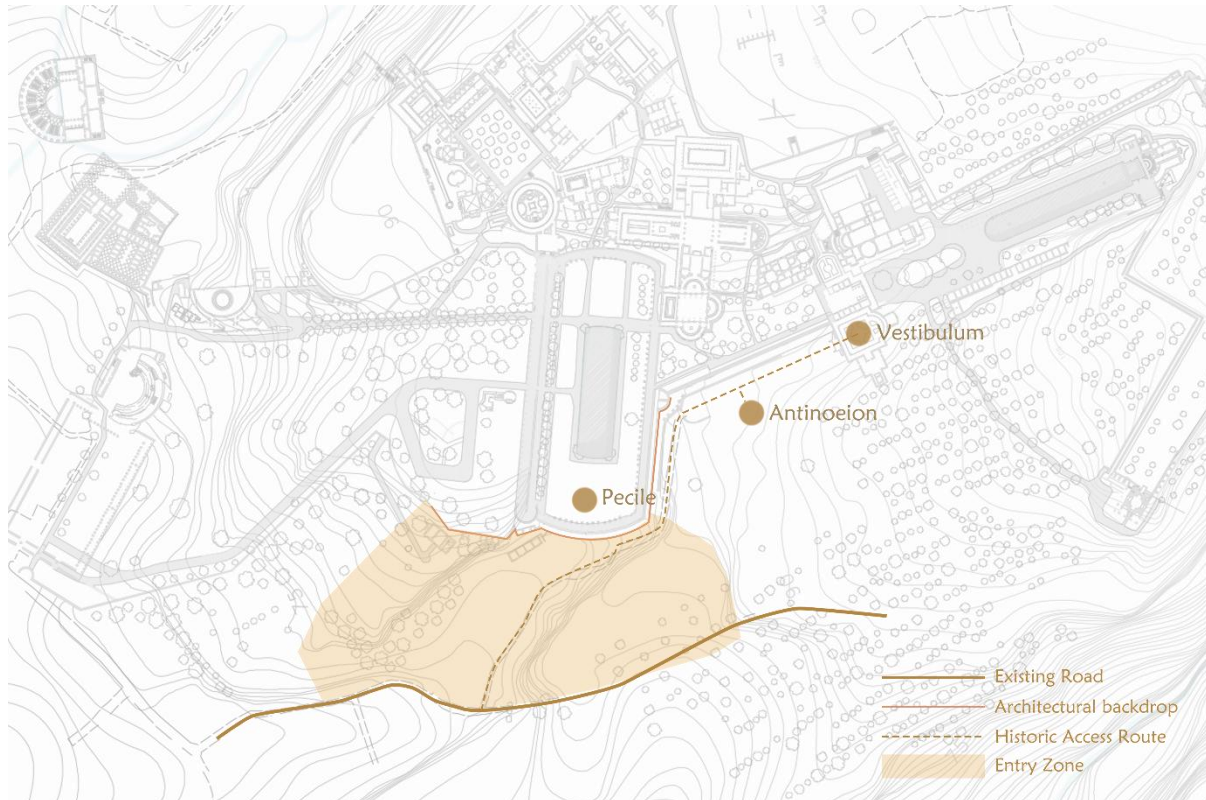 Vestibulum
Antinoeion
Pecile
Existing Road
Architectural backdrop
Historic Access Route
Entry Zone